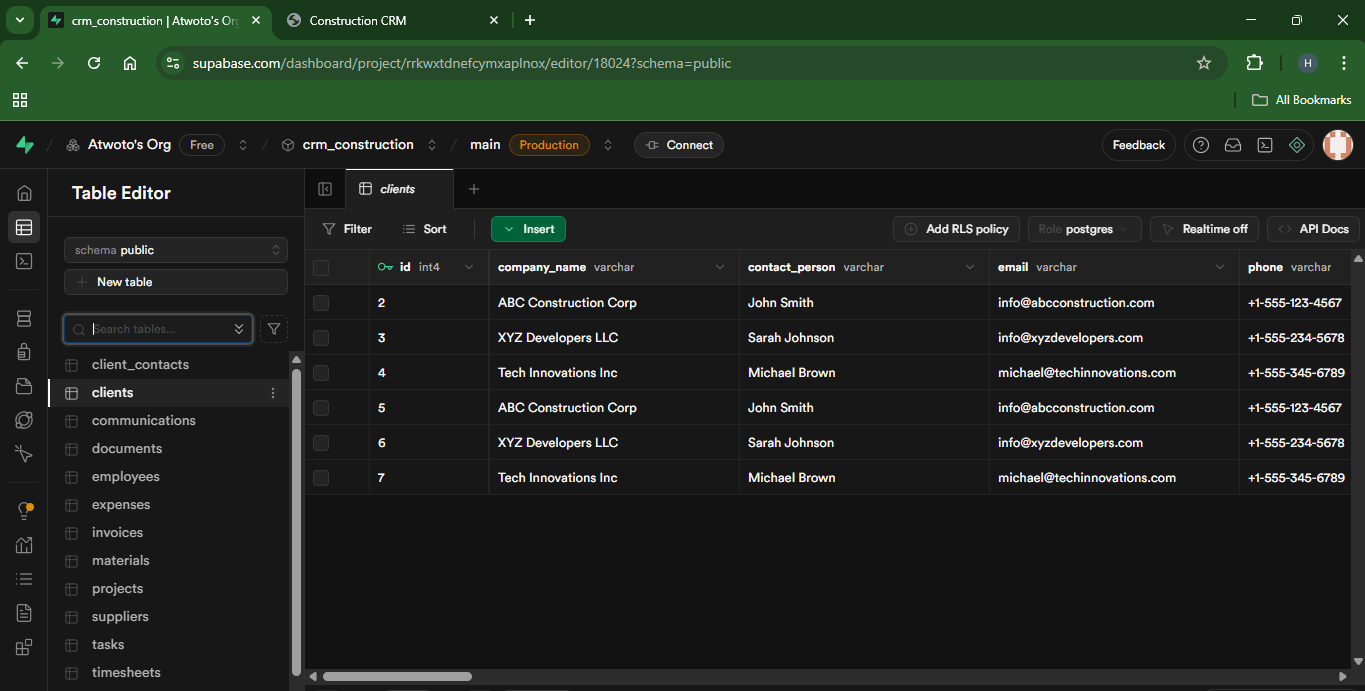 crm_construction | Atwoto's Org
Construction CRM
supabase.com/dashboard/project/rrkwxtdnefcymxaplnox/editor/18024?schema=public
H
All Bookmarks
Atwoto's Org Free / crm_construction / main Production Connect
Feedback
Table Editor
clients
schema public
New table
Search tables...
client_contacts
clients
communications
documents
employees
expenses
invoices
materials
projects
suppliers
tasks
timesheets
Filter Sort Insert Add RLS policy Role postgres Realtime off API Docs
id int4 company_name varchar contact_person varchar email varchar phone varchar
2 ABC Construction Corp John Smith info@abcconstruction.com +1-555-123-4567
3 XYZ Developers LLC Sarah Johnson info@xyzdevelopers.com +1-555-234-5678
4 Tech Innovations Inc Michael Brown michael@techinnovations.com +1-555-345-6789
5 ABC Construction Corp John Smith info@abcconstruction.com +1-555-123-4567
6 XYZ Developers LLC Sarah Johnson info@xyzdevelopers.com +1-555-234-5678
7 Tech Innovations Inc Michael Brown michael@techinnovations.com +1-555-345-6789